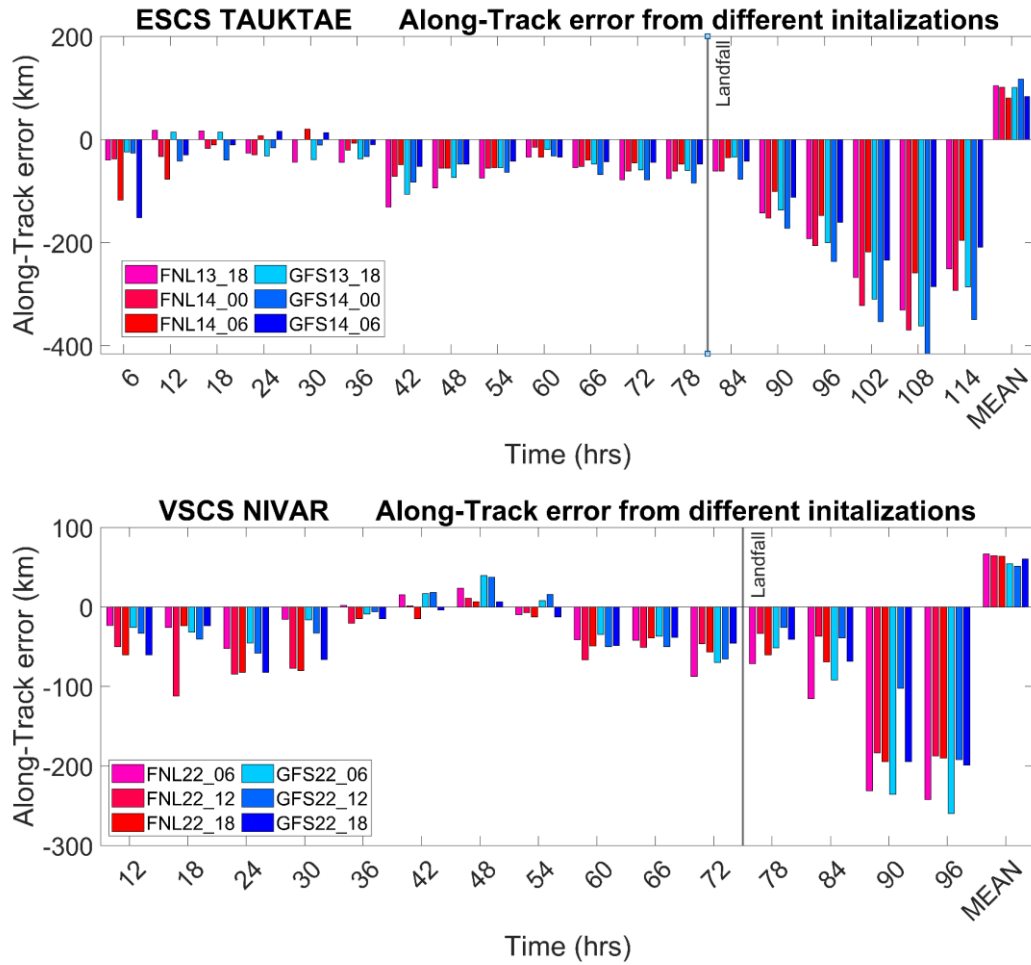 ESCS TAUKTAE Along-Track error from different initalizations
Along-Track error (km)
200
0
-200
-400
Landfall
FNL13_18 GFS13_18
FNL14_00 GFS14_00
FNL14_06 GFS14_06
6 12 18 24 30 36 42 48 54 60 66 72 78 84 90 96 102 108 114 MEAN
Time (hrs)
VSCS NIVAR Along-Track error from different initalizations
Along-Track error (km)
100
0
-100
-200
-300
Landfall
FNL22_06 GFS22_06
FNL22_12 GFS22_12
FNL22_18 GFS22_18
12 18 24 30 36 42 48 54 60 66 72 78 84 90 96 MEAN
Time (hrs)